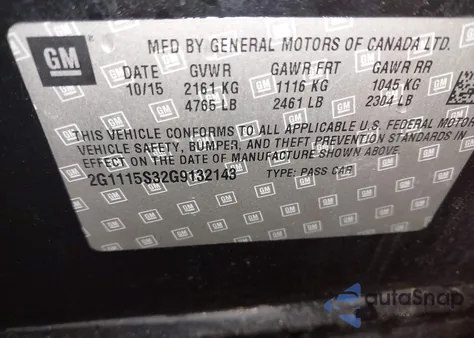 GM
MFD BY GENERAL MOTORS OF CANADA LTD.
DATE GVWR GAWR FRT GAWR RR
10/15 2161 KG 1116 KG 1045 KG
4765 LB 2461 LB 2304 LB
THIS VEHICLE CONFORMS TO ALL APPLICABLE U.S. FEDERAL MOTOR
VEHICLE SAFETY, BUMPER, AND THEFT PREVENTION STANDARDS IN
EFFECT ON THE DATE OF MANUFACTURE SHOWN ABOVE.
2G1115S32G9132143 TYPE: PASS CAR
autoSnap